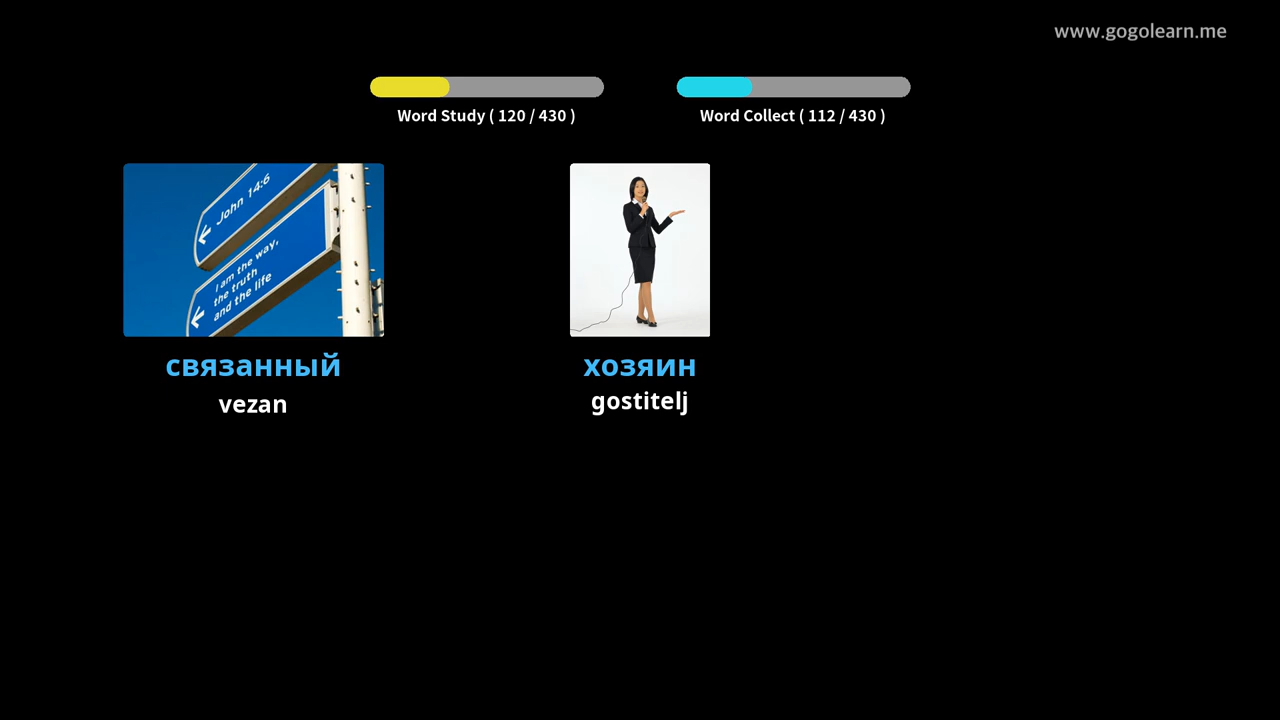 www.gogolearn.me
Word Study ( 120 / 430 )
Word Collect ( 112 / 430 )
John 14:6
I am the way,
the truth
and the life
связанный
vezan
хозяин
gostitelj